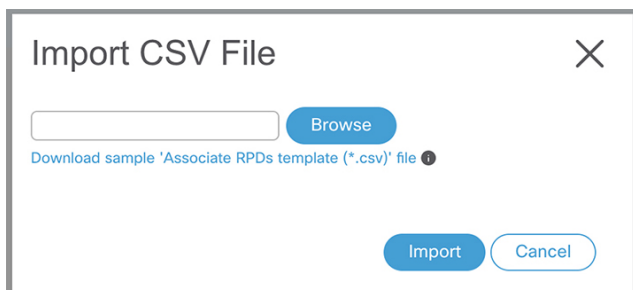 Import CSV File
Browse
Download sample 'Associate RPDs template (*.csv)' file
Import
Cancel